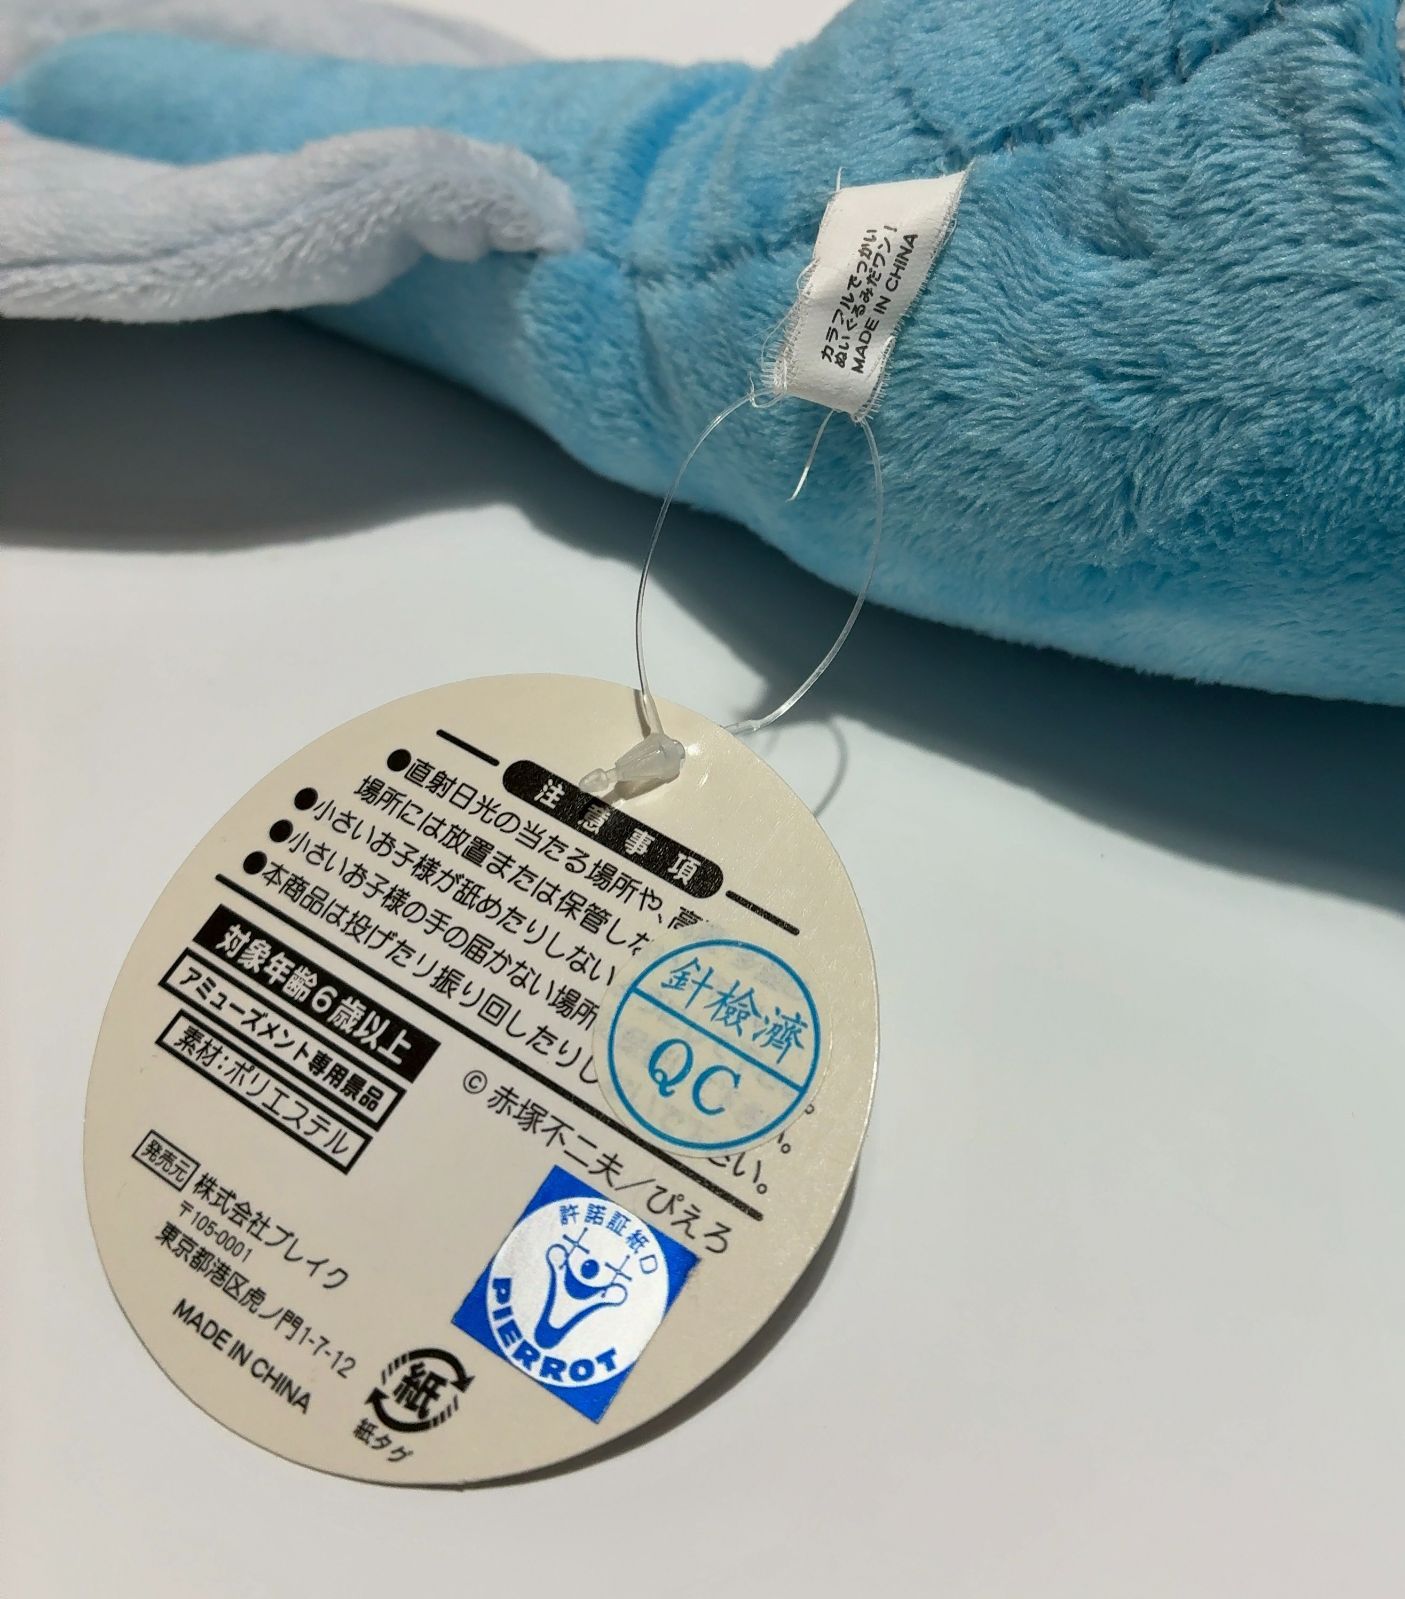 カラフルでつかい
ぬいぐるみだワン!
MADE IN CHINA
注意事項
●直射日光の当たる場所や、高
場所には放置または保管しな
●小さいお子様が舐めたりしない
●小さいお子様の手の届かない場所
●本商品は投げたり振り回したりし
さい。
針検濟
QC
対象年齢6歳以上
アミューズメント専用景品
素材:ポリエステル
© 赤塚不二夫/ぴえろ
許諾証紙
PIERROT
発売元 株式会社ブレイク
〒105-0001
東京都港区虎ノ門1-7-12
MADE IN CHINA
紙
紙タグ